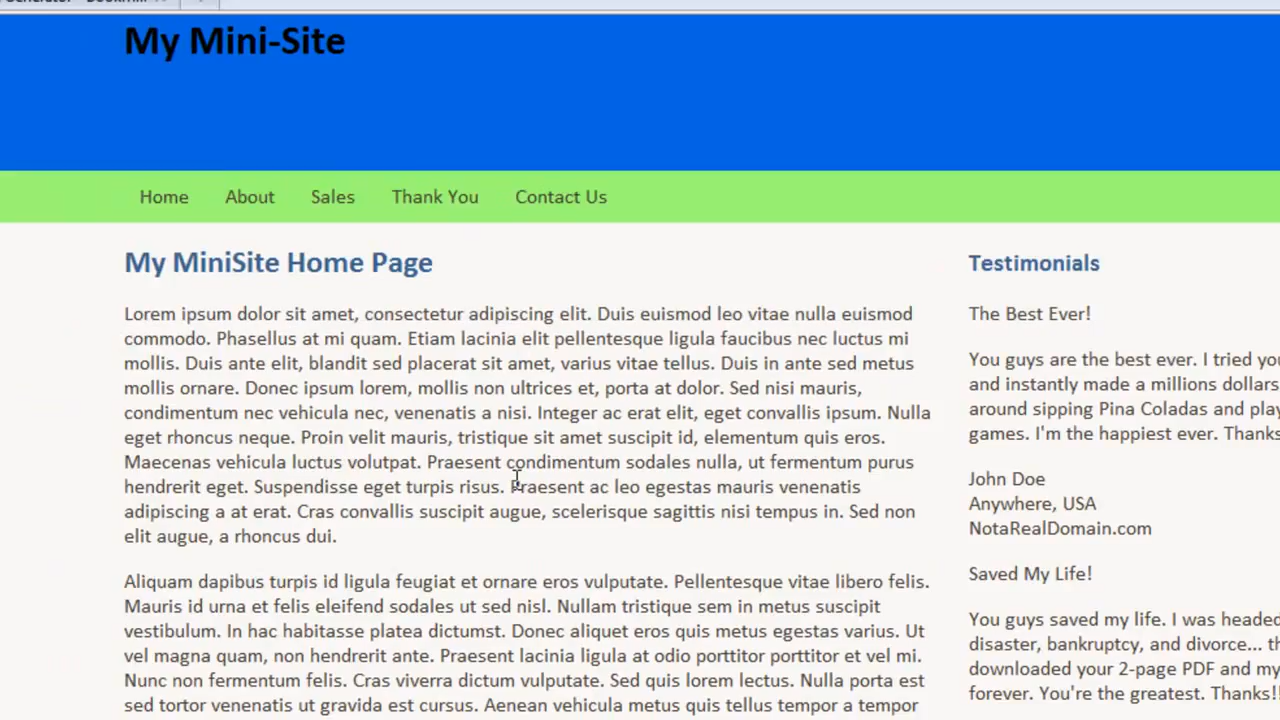 My Mini-Site
Home About Sales Thank You Contact Us
My MiniSite Home Page
Lorem ipsum dolor sit amet, consectetur adipiscing elit. Duis euismod leo vitae nulla euismod
commodo. Phasellus at mi quam. Etiam lacinia elit pellentesque ligula faucibus nec luctus mi
mollis. Duis ante elit, blandit sed placerat sit amet, varius vitae tellus. Duis in ante sed metus
mollis ornare. Donec ipsum lorem, mollis non ultrices et, porta at dolor. Sed nisi mauris,
condimentum nec vehicula nec, venenatis a nisi. Integer ac erat elit, eget convallis ipsum. Nulla
eget rhoncus neque. Proin velit mauris, tristique sit amet suscipit id, elementum quis eros.
Maecenas vehicula luctus volutpat. Praesent condimentum sodales nulla, ut fermentum purus
hendrerit eget. Suspendisse eget turpis risus. Praesent ac leo egestas mauris venenatis
adipiscing a at erat. Cras convallis suscipit augue, scelerisque sagittis nisi tempus in. Sed non
elit augue, a rhoncus dui.
Aliquam dapibus turpis id ligula feugiat et ornare eros vulputate. Pellentesque vitae libero felis.
Mauris id urna et felis eleifend sodales ut sed nisl. Nullam tristique sem in metus suscipit
vestibulum. In hac habitasse platea dictumst. Donec aliquet eros quis metus egestas varius. Ut
vel magna quam, non hendrerit ante. Praesent lacinia ligula at odio porttitor porttitor et vel mi.
Nunc non fermentum felis. Cras viverra dictum vulputate. Sed quis lorem lectus. Nulla porta est
sed tortor venenatis ut gravida est cursus. Aenean vehicula metus quis tellus tempor a tempor
Testimonials
The Best Ever!
You guys are the best ever. I tried
and instantly made a millions dollars
around sipping Pina Coladas and
games. I'm the happiest ever. Thanks
John Doe
Anywhere, USA
NotaRealDomain.com
Saved My Life!
You guys saved my life. I was headed
disaster, bankruptcy, and divorce...
downloaded your 2-page PDF and my
forever. You're the greatest. Thanks!!